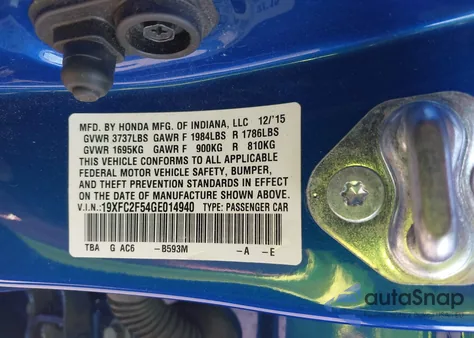 MFD. BY HONDA MFG. OF INDIANA, LLC 12/'15
GVWR 3737LBS GAWR F 1984LBS R 1786LBS
GVWR 1695KG GAWR F 900KG R 810KG
THIS VEHICLE CONFORMS TO ALL APPLICABLE
FEDERAL MOTOR VEHICLE SAFETY, BUMPER,
AND THEFT PREVENTION STANDARDS IN EFFECT
ON THE DATE OF MANUFACTURE SHOWN ABOVE.
V.I.N.:19XFC2F54GE014940 TYPE: PASSENGER CAR
TBA G AC6 -B593M -A -E
autoSnap